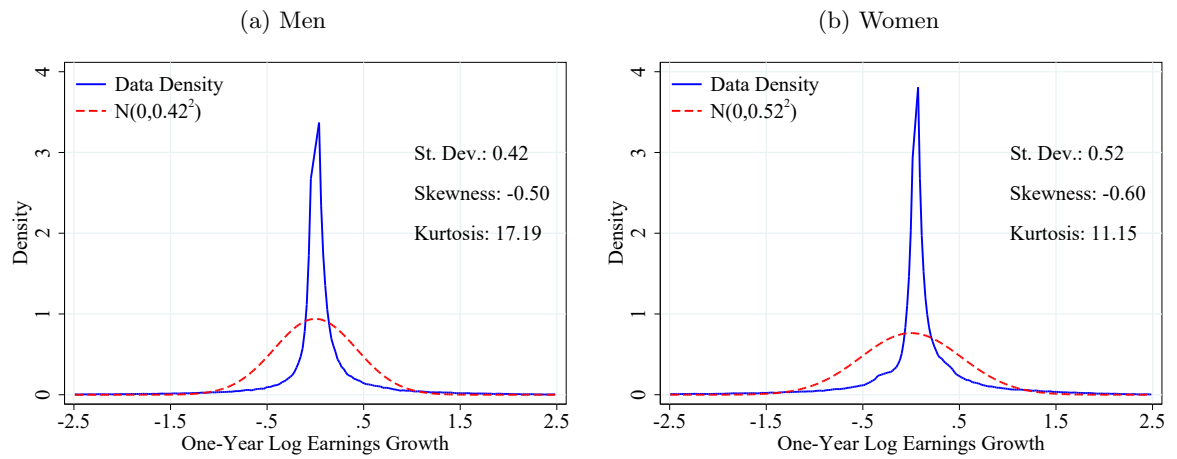 (a) Men
Data Density
N(0,0.42²)
St. Dev.: 0.42
Skewness: -0.50
Kurtosis: 17.19
Density
4
3
2
1
0
-2.5 -1.5 -.5 .5 1.5 2.5
One-Year Log Earnings Growth
(b) Women
Data Density
N(0,0.52²)
St. Dev.: 0.52
Skewness: -0.60
Kurtosis: 11.15
Density
4
3
2
1
0
-2.5 -1.5 -.5 .5 1.5 2.5
One-Year Log Earnings Growth